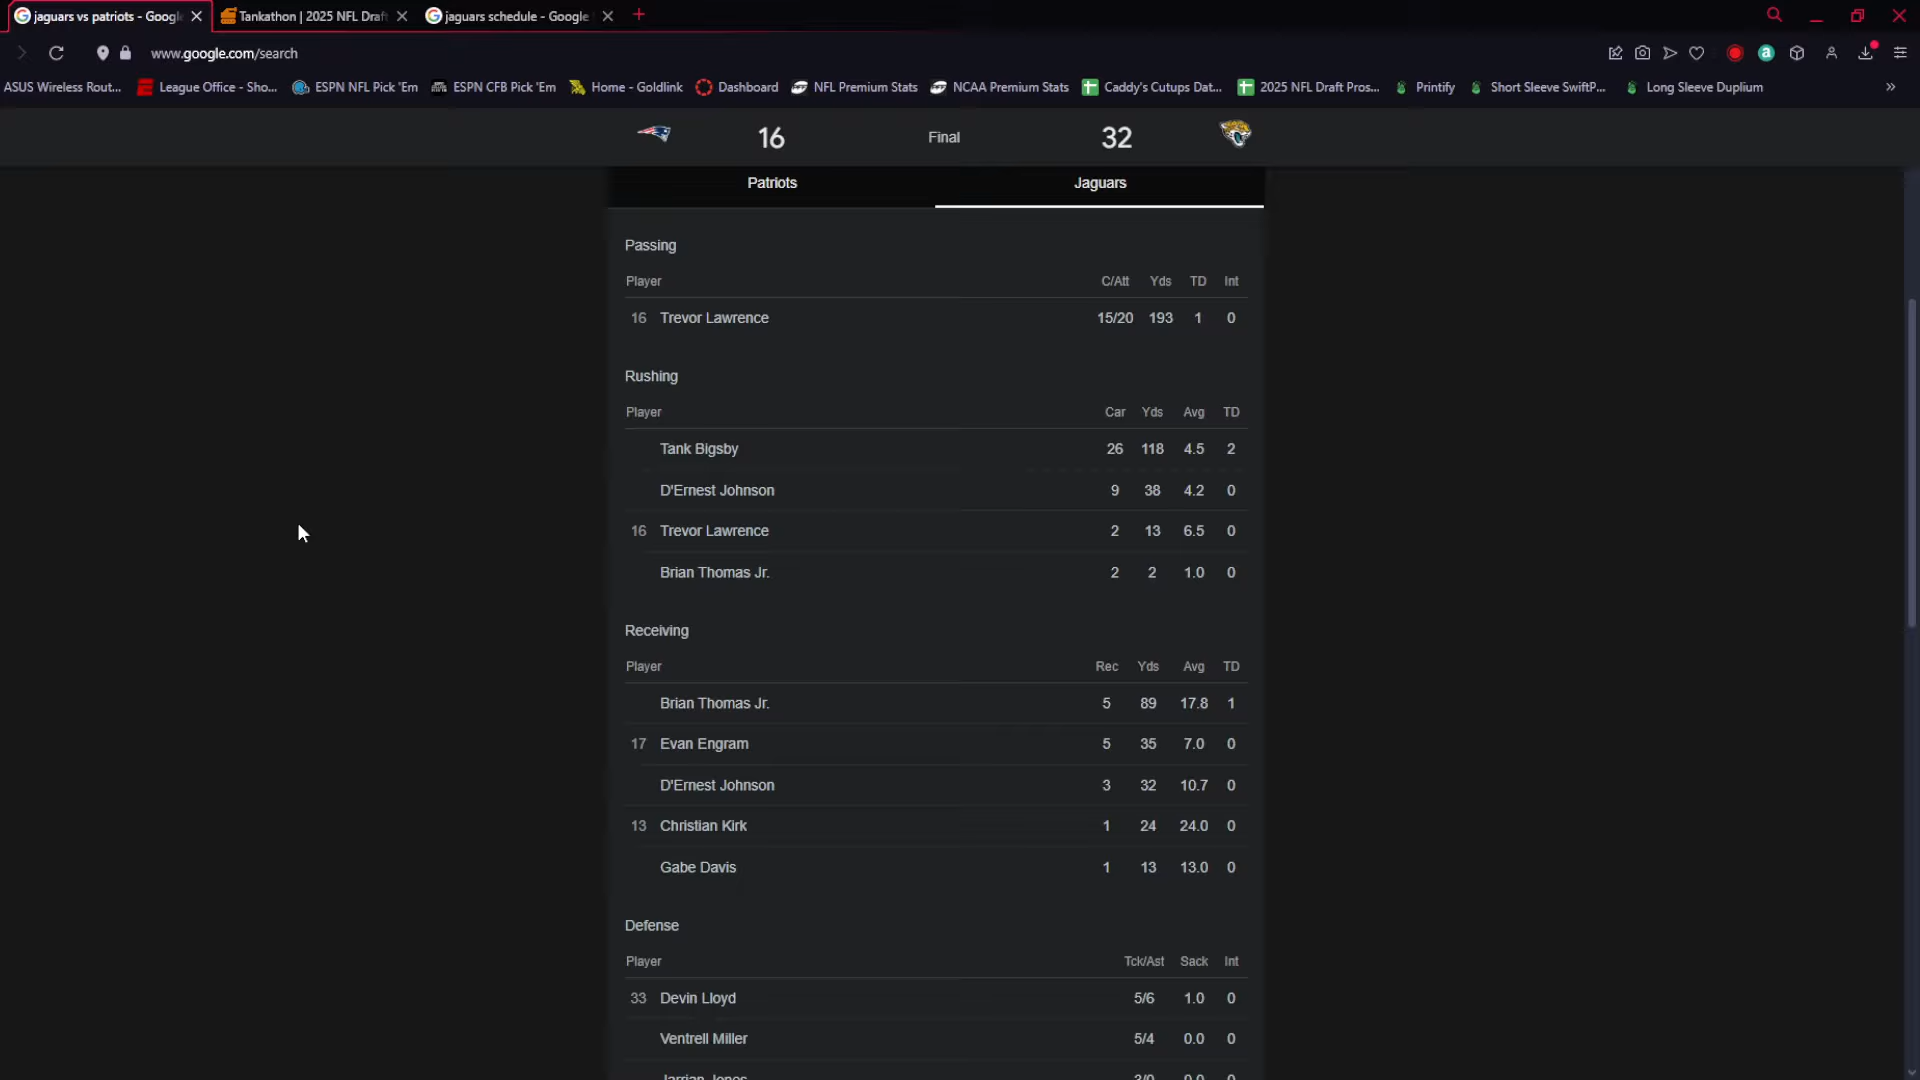 jaguars vs patriots - Googl
Tankathon | 2025 NFL Draf
jaguars schedule - Google
www.google.com/search
ASUS Wireless Rout...
League Office - Sho...
ESPN NFL Pick 'Em
ESPN CFB Pick 'Em
Home - Goldlink
Dashboard
NFL Premium Stats
NCAA Premium Stats
Caddy's Cutups Dat...
2025 NFL Draft Pros...
Printify
Short Sleeve SwiftP...
Long Sleeve Duplium
16 Final 32
Patriots Jaguars
Passing
Player C/Att Yds TD Int
16 Trevor Lawrence 15/20 193 1 0
Rushing
Player Car Yds Avg TD
Tank Bigsby 26 118 4.5 2
D'Ernest Johnson 9 38 4.2 0
16 Trevor Lawrence 2 13 6.5 0
Brian Thomas Jr. 2 2 1.0 0
Receiving
Player Rec Yds Avg TD
Brian Thomas Jr. 5 89 17.8 1
17 Evan Engram 5 35 7.0 0
D'Ernest Johnson 3 32 10.7 0
13 Christian Kirk 1 24 24.0 0
Gabe Davis 1 13 13.0 0
Defense
Player Tck/Ast Sack Int
33 Devin Lloyd 5/6 1.0 0
Ventrell Miller 5/4 0.0 0
Jarrian Jones 3/0 0.0 0